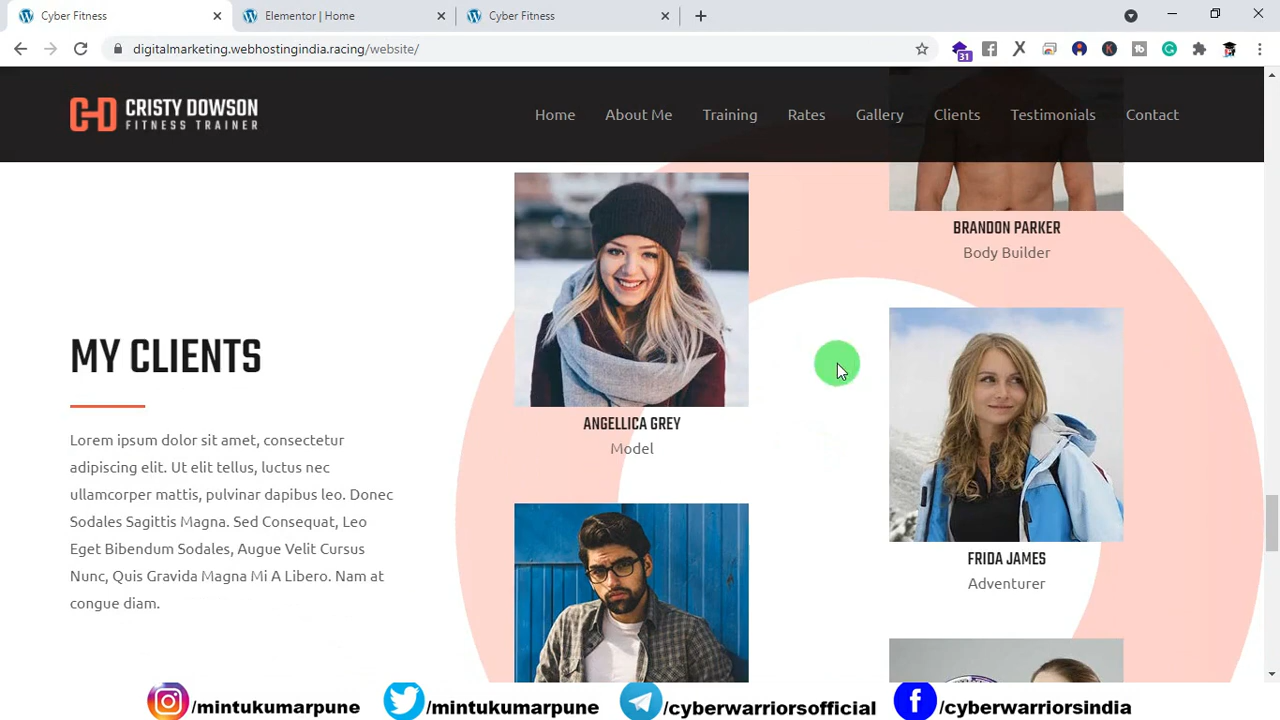 Cyber Fitness
Elementor | Home
Cyber Fitness
digitalmarketing.webhostingindia.racing/website/
31
CRISTY DOWSON
FITNESS TRAINER
Home
About Me
Training
Rates
Gallery
Clients
Testimonials
Contact
BRANDON PARKER
Body Builder
MY CLIENTS
Lorem ipsum dolor sit amet, consectetur
adipiscing elit. Ut elit tellus, luctus nec
ullamcorper mattis, pulvinar dapibus leo. Donec
Sodales Sagittis Magna. Sed Consequat, Leo
Eget Bibendum Sodales, Augue Velit Cursus
Nunc, Quis Gravida Magna Mi A Libero. Nam at
congue diam.
ANGELLICA GREY
Model
FRIDA JAMES
Adventurer
/mintukumarpune
/mintukumarpune
/cyberwarriorsofficial
/cyberwarriorsindia